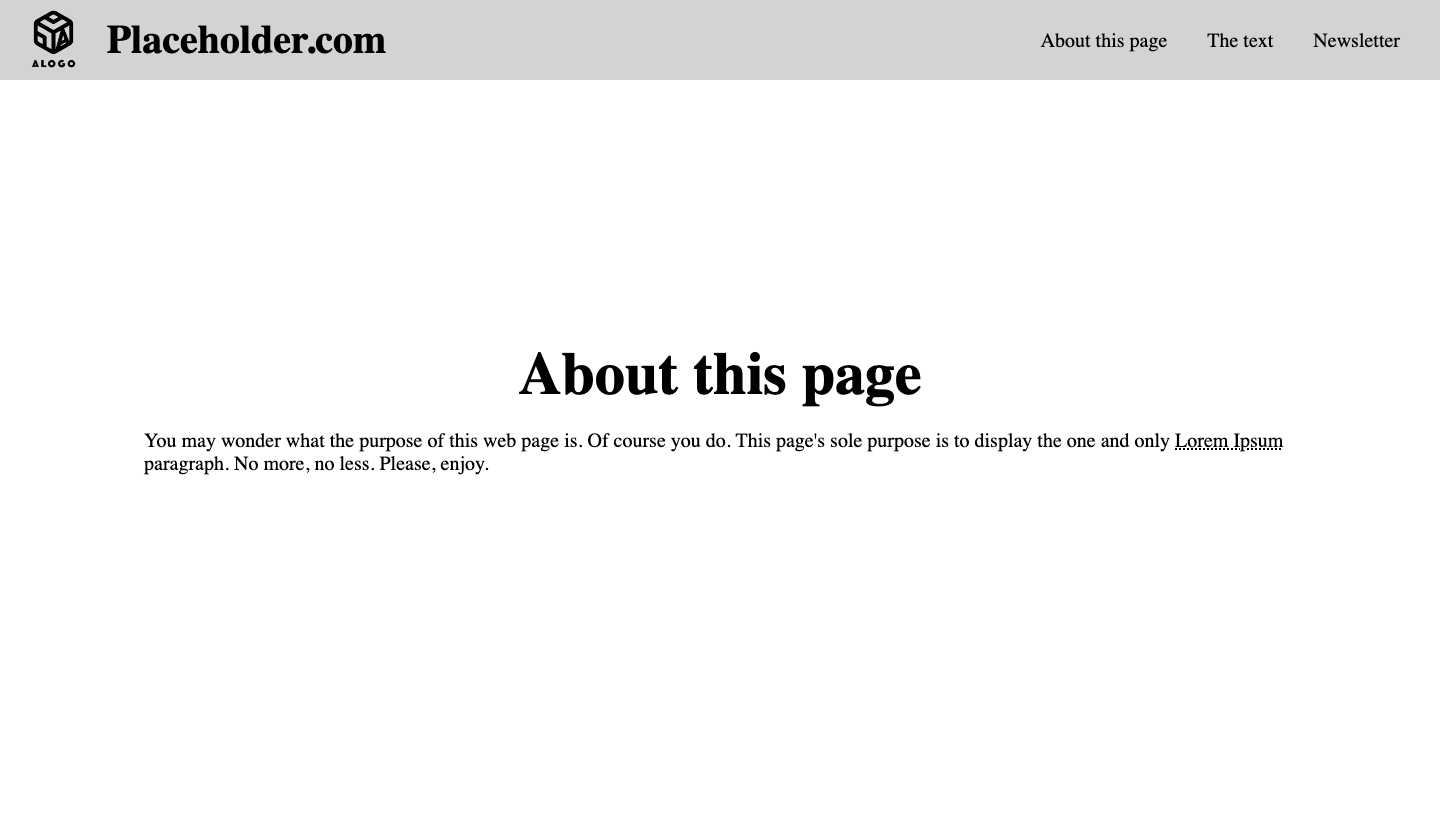 ALOGO
Placeholder.com
About this page
The text
Newsletter
About this page
You may wonder what the purpose of this web page is. Of course you do. This page's sole purpose is to display the one and only Lorem Ipsum
paragraph. No more, no less. Please, enjoy.